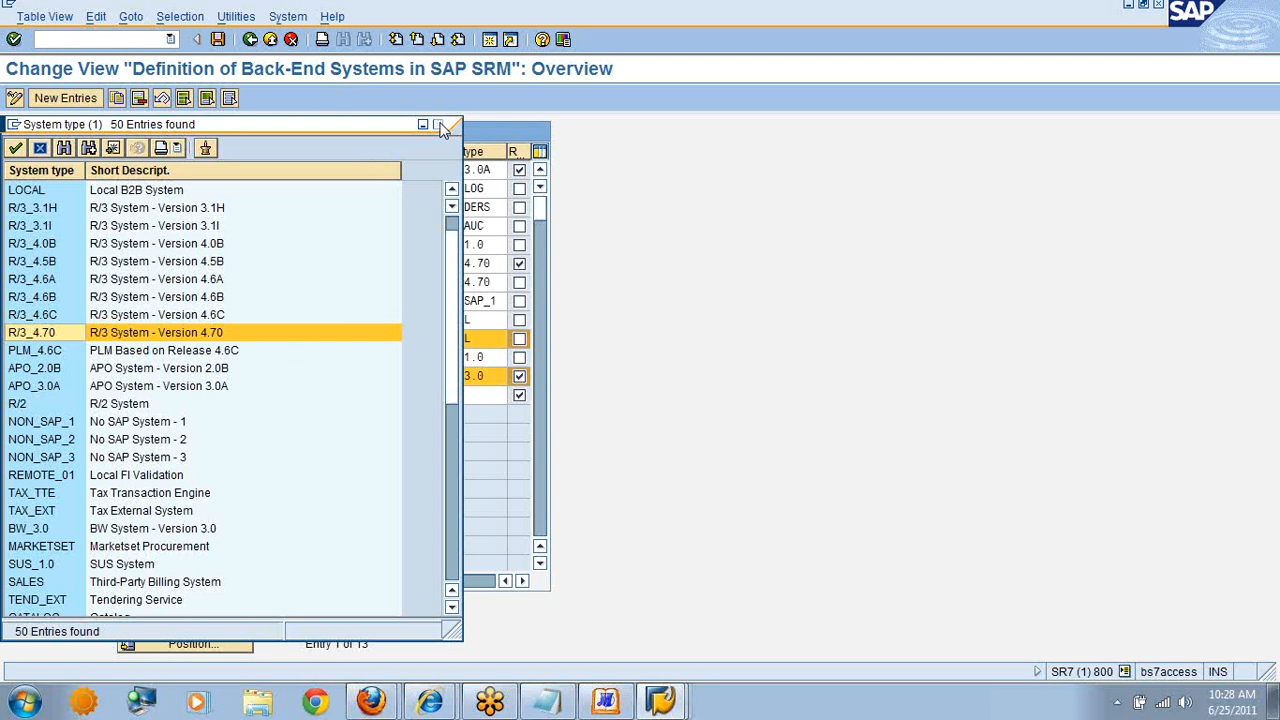 Table View Edit Goto Selection Utilities System Help
SAP
Change View "Definition of Back-End Systems in SAP SRM": Overview
New Entries
System type (1) 50 Entries found
System type Short Descript.
LOCAL Local B2B System
R/3_3.1H R/3 System - Version 3.1H
R/3_3.1I R/3 System - Version 3.1I
R/3_4.0B R/3 System - Version 4.0B
R/3_4.5B R/3 System - Version 4.5B
R/3_4.6A R/3 System - Version 4.6A
R/3_4.6B R/3 System - Version 4.6B
R/3_4.6C R/3 System - Version 4.6C
R/3_4.70 R/3 System - Version 4.70
PLM_4.6C PLM Based on Release 4.6C
APO_2.0B APO System - Version 2.0B
APO_3.0A APO System - Version 3.0A
R/2 R/2 System
NON_SAP_1 No SAP System - 1
NON_SAP_2 No SAP System - 2
NON_SAP_3 No SAP System - 3
REMOTE_01 Local FI Validation
TAX_TTE Tax Transaction Engine
TAX_EXT Tax External System
BW_3.0 BW System - Version 3.0
MARKETSET Marketset Procurement
SUS_1.0 SUS System
SALES Third-Party Billing System
TEND_EXT Tendering Service
CATALOG Catalog
50 Entries found
type R...
3.0A
LOG
DERS
AUC
1.0
4.70
4.70
SAP_1
L
L
1.0
3.0
Position... Entry 1 of 13
SR7 (1) 800 bs7access INS
10:28 AM
6/25/2011